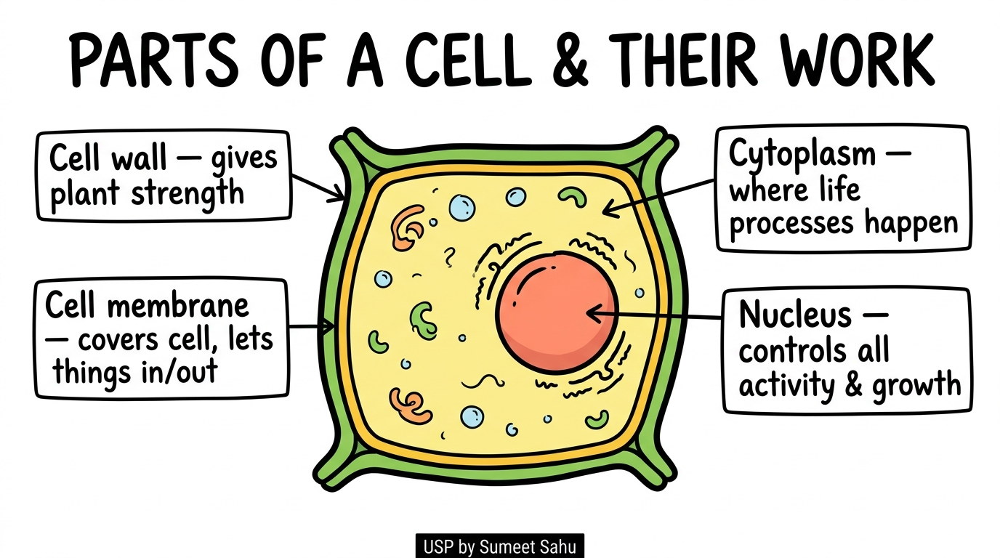 PARTS OF A CELL & THEIR WORK
Cell wall — gives
plant strength
Cell membrane
— covers cell, lets
things in/out
Cytoplasm —
where life
processes happen
Nucleus —
controls all
activity & growth
USP by Sumeet Sahu